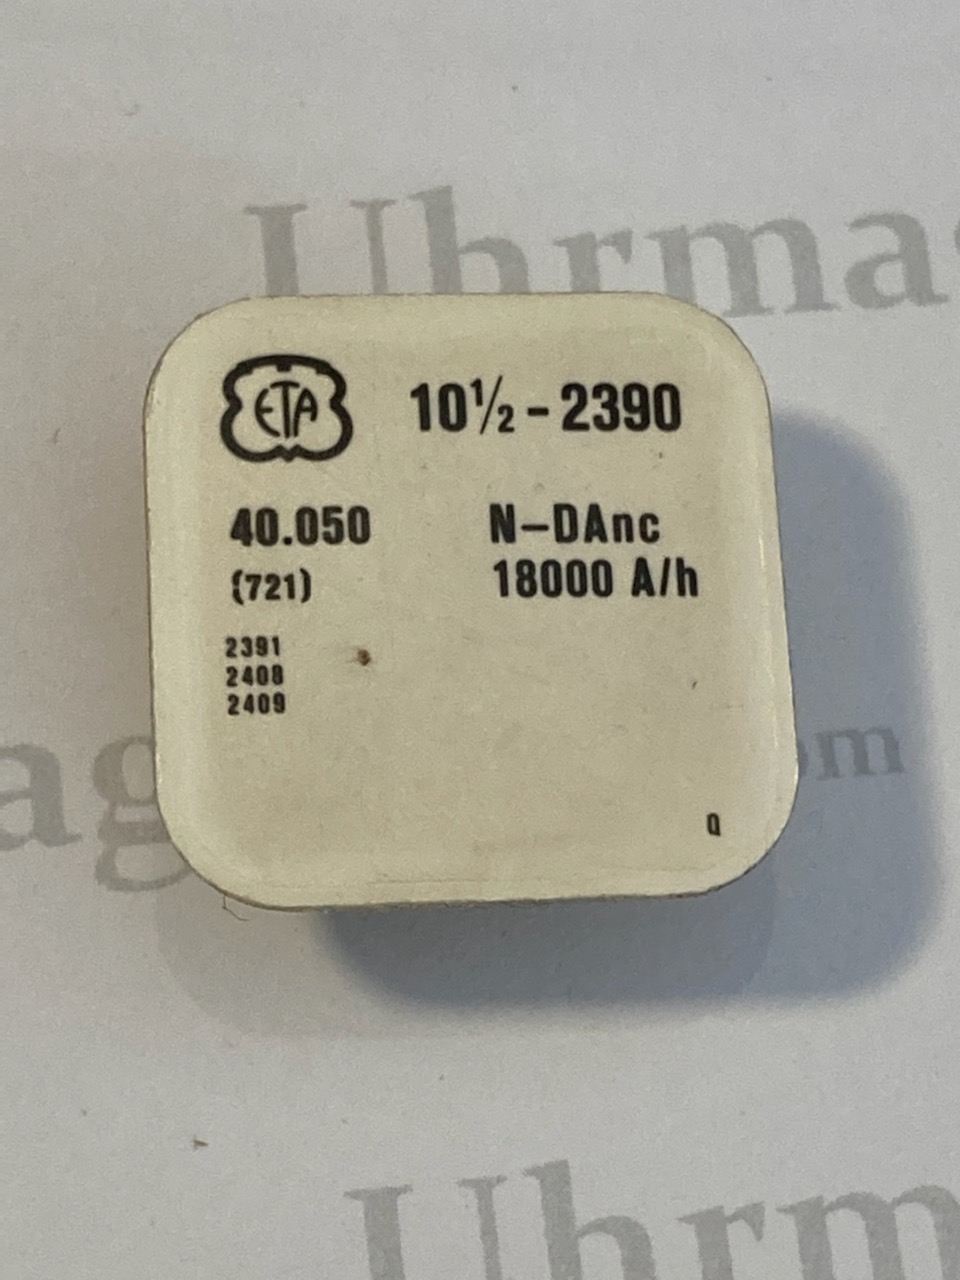 Uhrma
ETA 10½ - 2390
40.050 N-DAnc
(721) 18000 A/h
2391
2408
2409
Q
ag
om
Uhrm